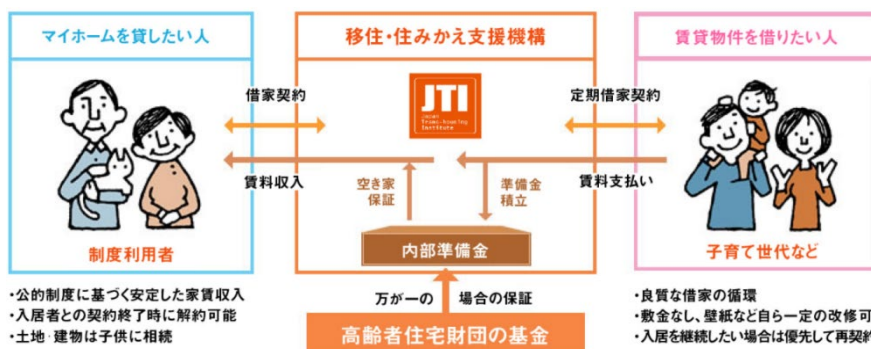 マイホームを貸したい人
移住・住みかえ支援機構
賃貸物件を借りたい人
借家契約
JTI
Japan
Trans-housing
Institute
定期借家契約
賃料収入
空き家
保証
準備金
積立
賃料支払い
制度利用者
内部準備金
子育て世代など
・公的制度に基づく安定した家賃収入
・入居者との契約終了時に解約可能
・土地・建物は子供に相続
万が一の 場合の保証
高齢者住宅財団の基金
・良質な借家の循環
・敷金なし、壁紙など自ら一定の改修可
・入居を継続したい場合は優先して再契約